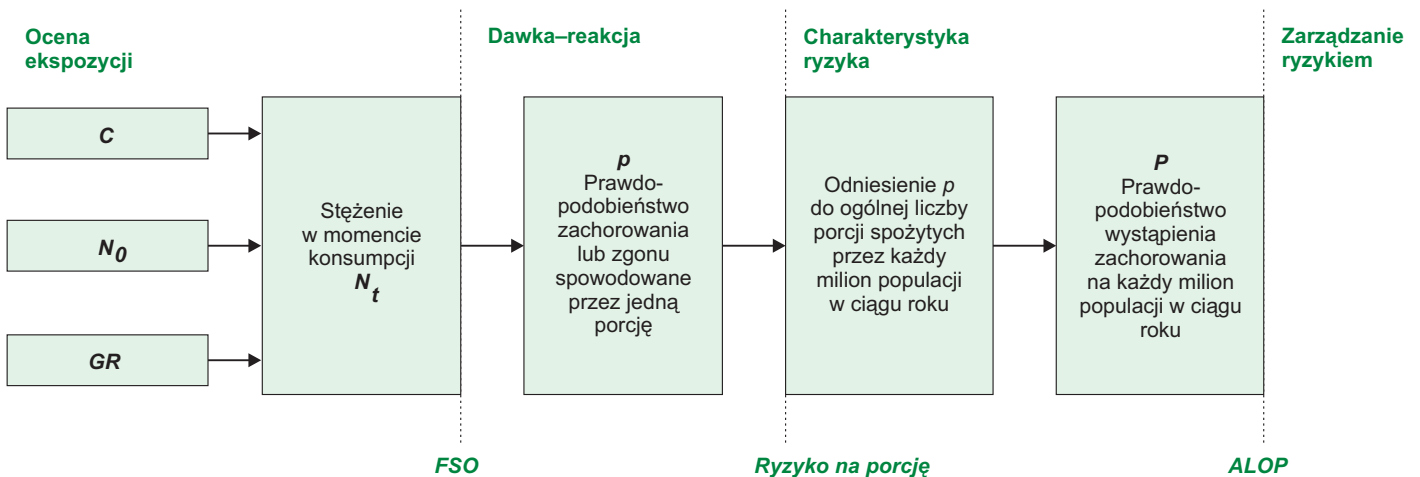 Ocena
ekspozycji
Dawka–reakcja
Charakterystyka
ryzyka
Zarządzanie
ryzykiem
C
N0
GR
Stężenie
w momencie
konsumpcji
Nt
p
Prawdo-
podobieństwo
zachorowania
lub zgonu
spowodowane
przez jedną
porcję
Odniesienie p
do ogólnej liczby
porcji spożytych
przez każdy
milion populacji
w ciągu roku
P
Prawdo-
podobieństwo
wystąpienia
zachorowania
na każdy milion
populacji w ciągu
roku
FSO
Ryzyko na porcję
ALOP